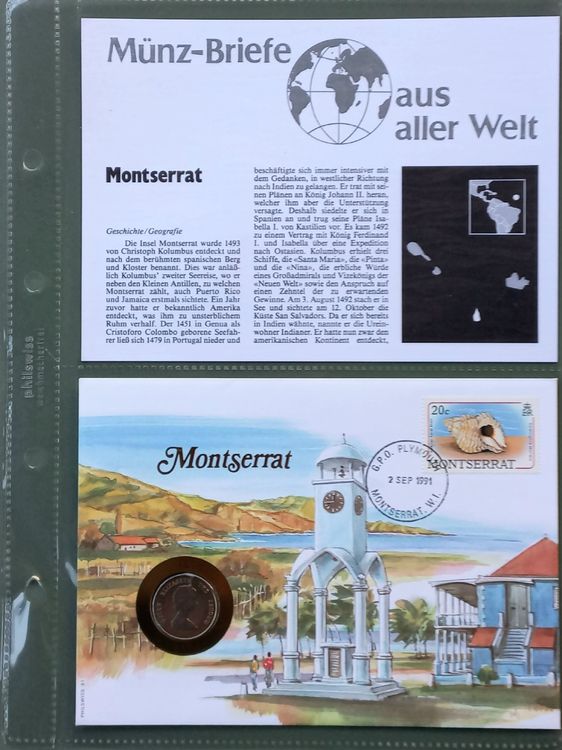 Münz-Briefe
aus
aller Welt
Montserrat
Geschichte/Geografie
Die Insel Montserrat wurde 1493
von Christoph Kolumbus entdeckt und
nach dem berühmten spanischen Berg
und Kloster benannt. Dies war anläß-
lich Kolumbus' zweiter Seereise, wo er
neben den Kleinen Antillen, zu welchen
Montserrat zählt, auch Puerto Rico
und Jamaica erstmals sichtete. Ein Jahr
zuvor hatte er bekanntlich Amerika
entdeckt, was ihm zu unsterblichem
Ruhm verhalf. Der 1451 in Genua als
Cristoforo Colombo geborene Seefah-
rer ließ sich 1479 in Portugal nieder und
beschäftigte sich immer intensiver mit
dem Gedanken, in westlicher Richtung
nach Indien zu gelangen. Er trat mit sei-
nen Plänen an König Johann II. heran,
welcher ihm aber die Unterstützung
versagte. Deshalb siedelte er sich in
Spanien an und trug seine Pläne Isa-
bella I. von Kastilien vor. Es kam 1492
zu einem Vertrag mit König Ferdinand
I. und Isabella über eine Expedition
nach Ostasien. Kolumbus erhielt drei
Schiffe, die «Santa Maria», die «Pinta»
und die «Nina», die erbliche Würde
eines Großadmirals und Vizekönigs der
«Neuen Welt» sowie den Anspruch auf
einen Zehntel der zu erwartenden
Gewinne. Am 3. August 1492 stach er in
See und sichtete am 12. Oktober die
Küste San Salvadors. Da er sich bereits
in Indien wähnte, nannte er die Urein-
wohner Indianer. Er hatte nun zwar den
amerikanischen Kontinent entdeckt,
philswiss
Montserrat
20c
MONTSERRAT
G.P.O. PLYMOUTH
2 SEP 1991
MONTSERRAT, W.I.
ELIZABETH
PHILSWISS 91